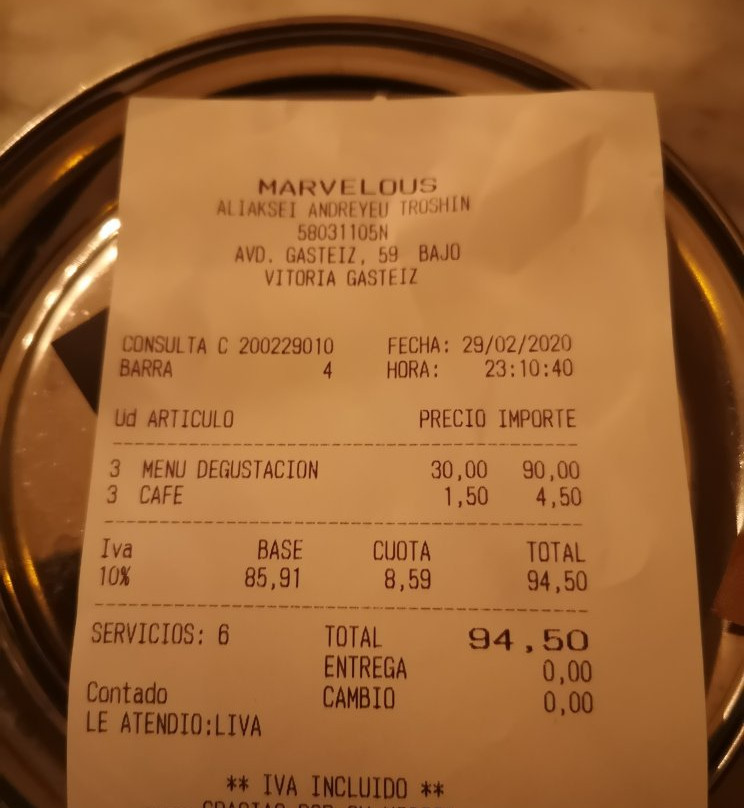 MARVELOUS
ALIAKSEI ANDREYEU TROSHIN
58031105N
AVD. GASTEIZ, 59 BAJO
VITORIA GASTEIZ
CONSULTA C 200229010 FECHA: 29/02/2020
BARRA 4 HORA: 23:10:40
Ud ARTICULO PRECIO IMPORTE
3 MENU DEGUSTACION 30,00 90,00
3 CAFE 1,50 4,50
Iva BASE CUOTA TOTAL
10% 85,91 8,59 94,50
SERVICIOS: 6 TOTAL 94,50
ENTREGA 0,00
Contado CAMBIO 0,00
LE ATENDIO:LIVA
** IVA INCLUIDO **